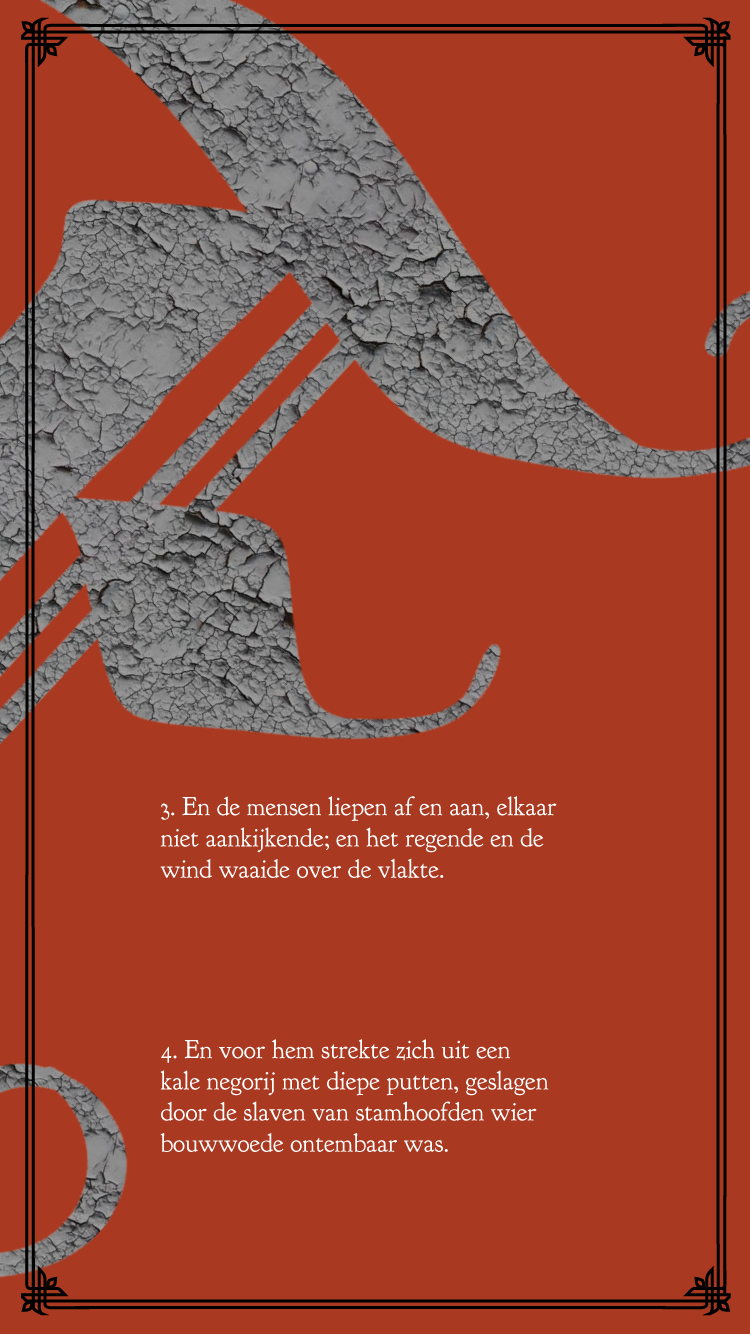 3. En de mensen liepen af en aan, elkaar
niet aankijkende; en het regende en de
wind waaide over de vlakte.
4. En voor hem strekte zich uit een
kale negorij met diepe putten, geslagen
door de slaven van stamhoofden wier
bouwwoede ontembaar was.